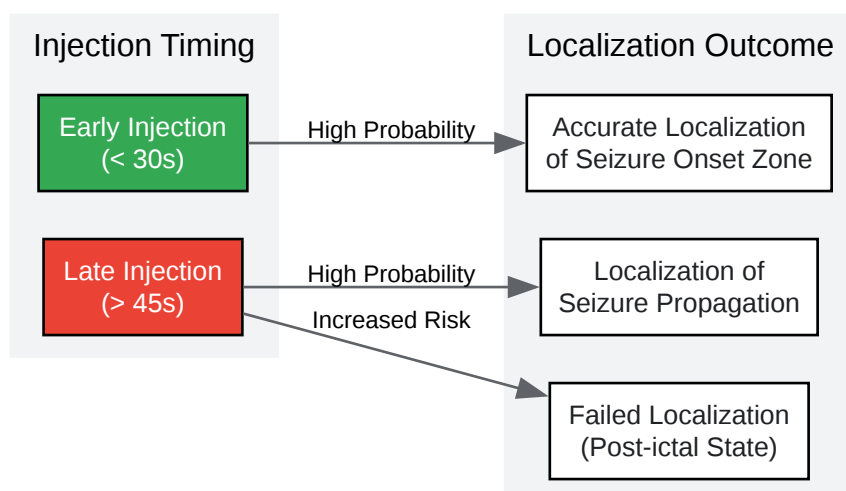 Injection Timing
Localization Outcome
Early Injection
(< 30s)
High Probability
Accurate Localization
of Seizure Onset Zone
Late Injection
(> 45s)
High Probability
Increased Risk
Localization of
Seizure Propagation
Failed Localization
(Post-ictal State)